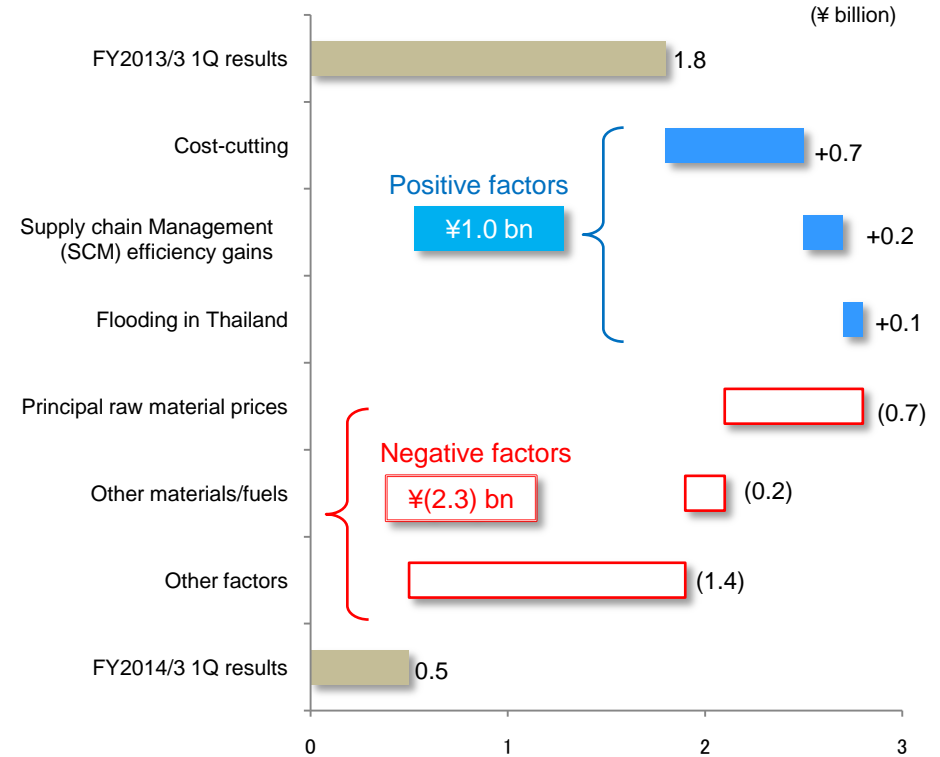 (¥ billion)
FY2013/3 1Q results
1.8
Cost-cutting
+0.7
Positive factors
¥1.0 bn
Supply chain Management
(SCM) efficiency gains
+0.2
Flooding in Thailand
+0.1
Principal raw material prices
(0.7)
Negative factors
¥(2.3) bn
Other materials/fuels
(0.2)
Other factors
(1.4)
FY2014/3 1Q results
0.5
0 1 2 3